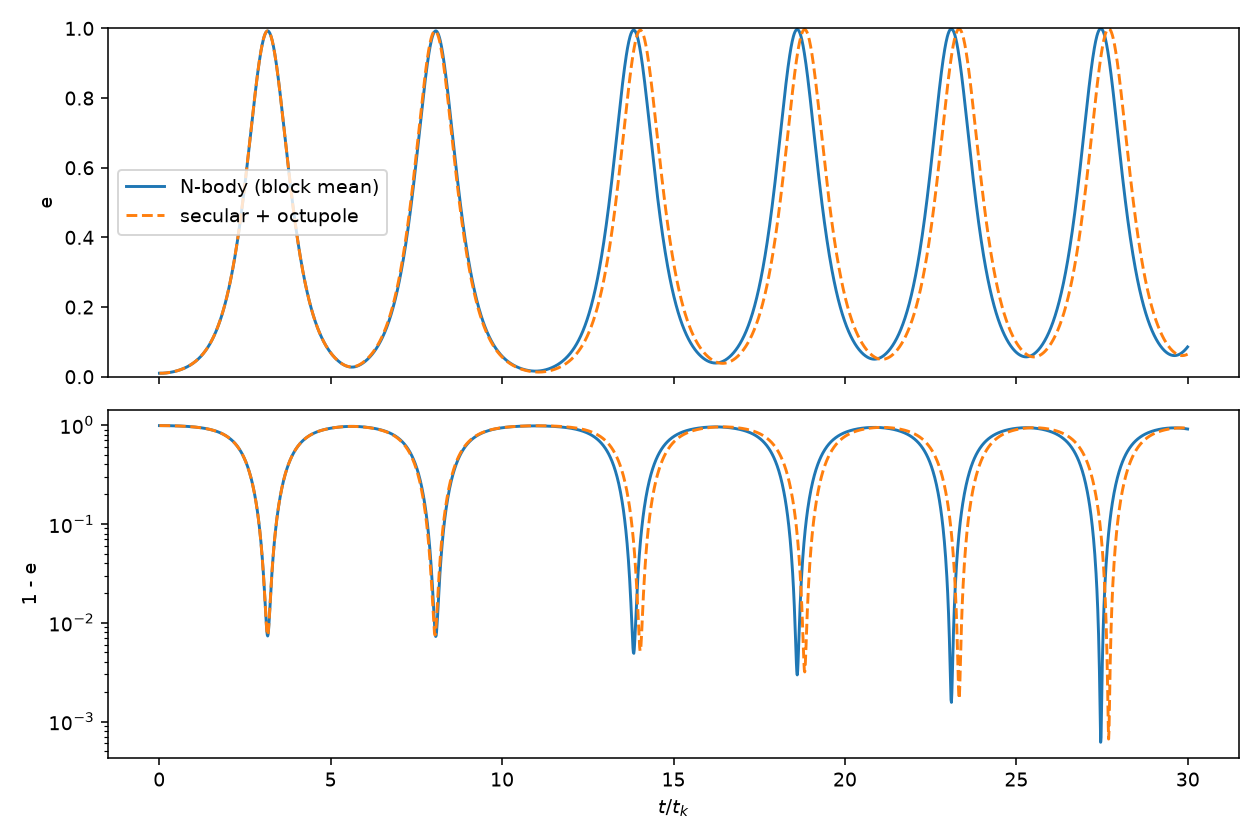 1.0
0.8
0.6
0.4
0.2
0.0
e
N-body (block mean)
secular + octupole
10⁰
10⁻¹
10⁻²
10⁻³
1 - e
0 5 10 15 20 25 30
t/tₖ